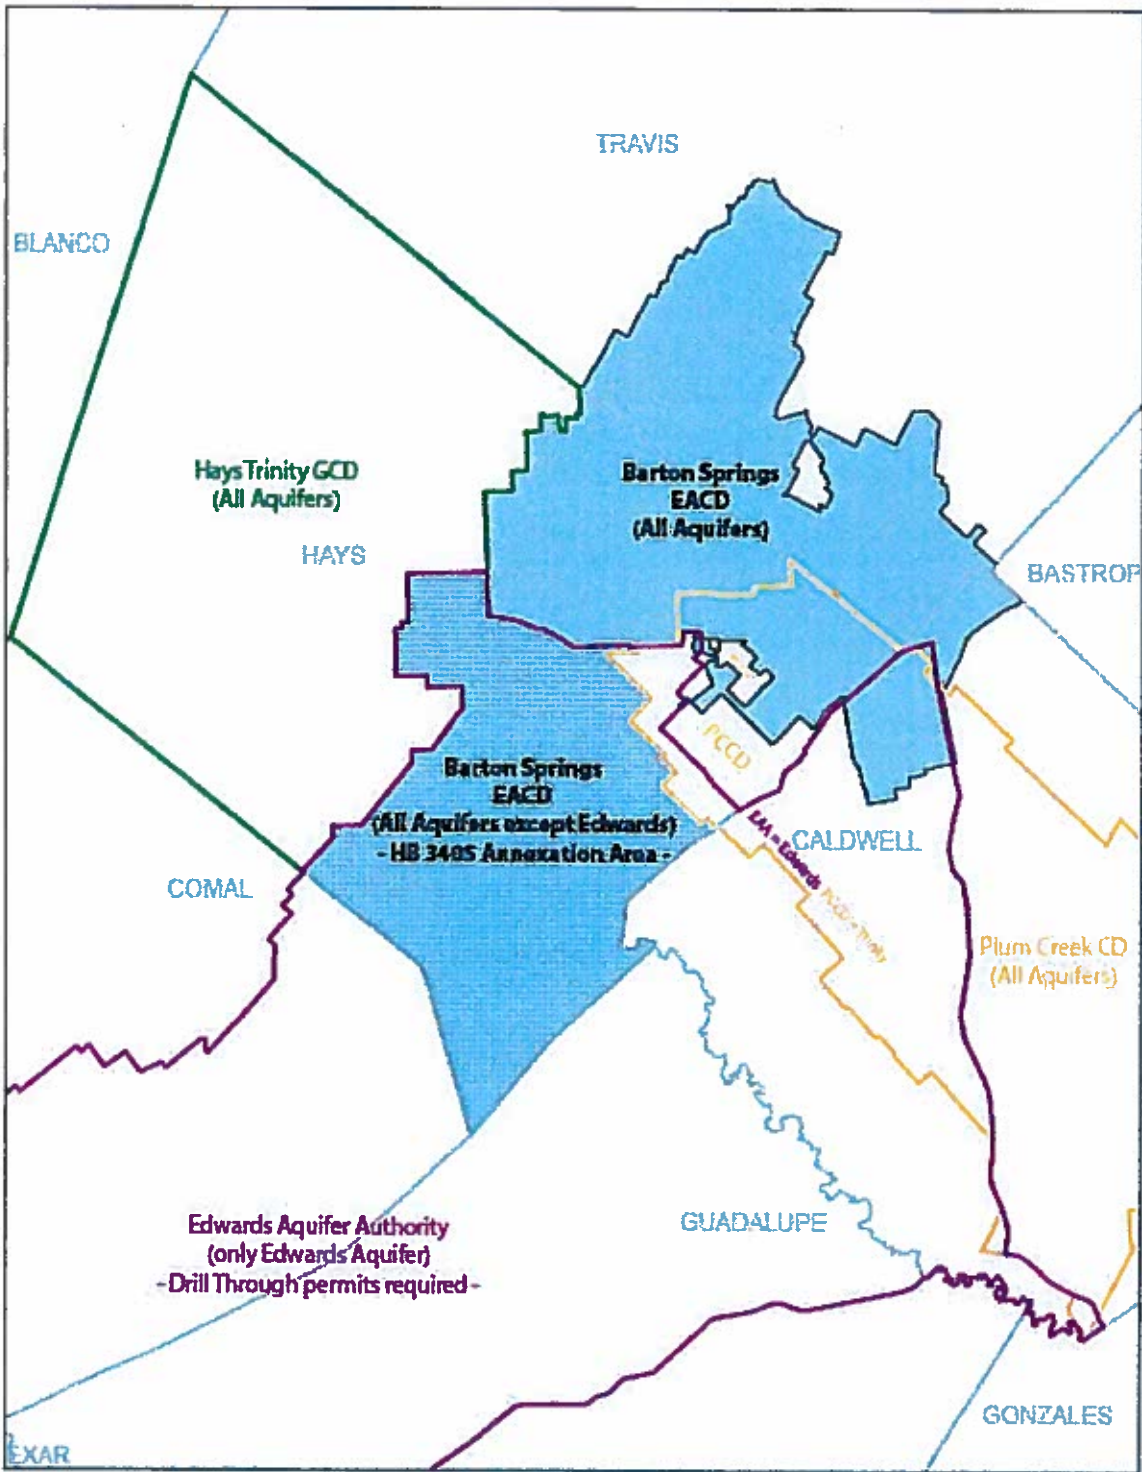 TRAVIS
BLANCO
Hays Trinity GCD
(All Aquifers)
Barton Springs
EACD
(All Aquifers)
HAYS
BASTROP
PCCD
Barton Springs
EACD
(All Aquifers except Edwards)
- HB 3405 Annexation Area -
EAA = Edwards
PCCD = Trinity
CALDWELL
COMAL
Plum Creek CD
(All Aquifers)
Edwards Aquifer Authority
(only Edwards Aquifer)
- Drill Through permits required -
GUADALUPE
GONZALES
EXAR